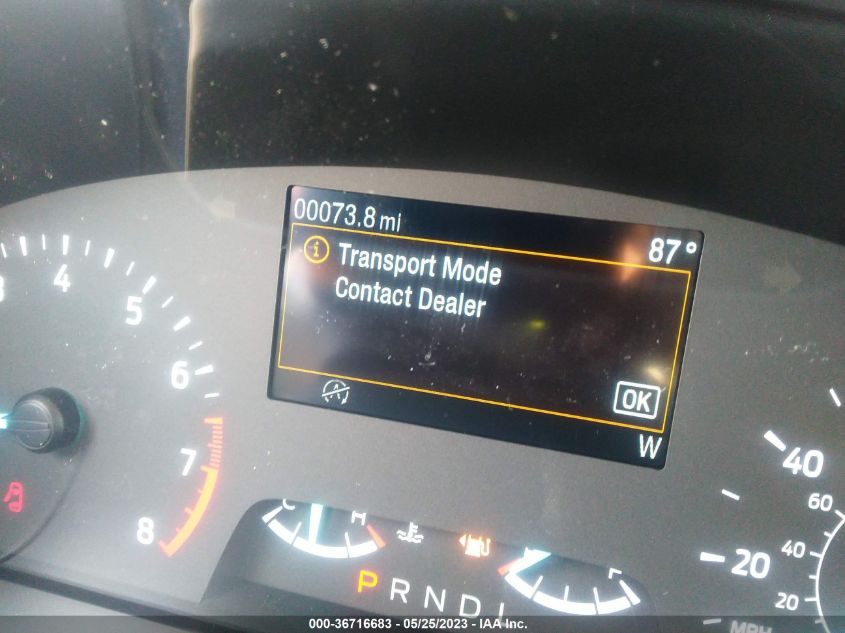 00073.8 mi
87°
i
Transport Mode
Contact Dealer
A
OK
W
4
5
6
7
8
C
H
F
P R N D L
40
20
60
40
20
MPH
000-36716683 - 05/25/2023 - IAA Inc.